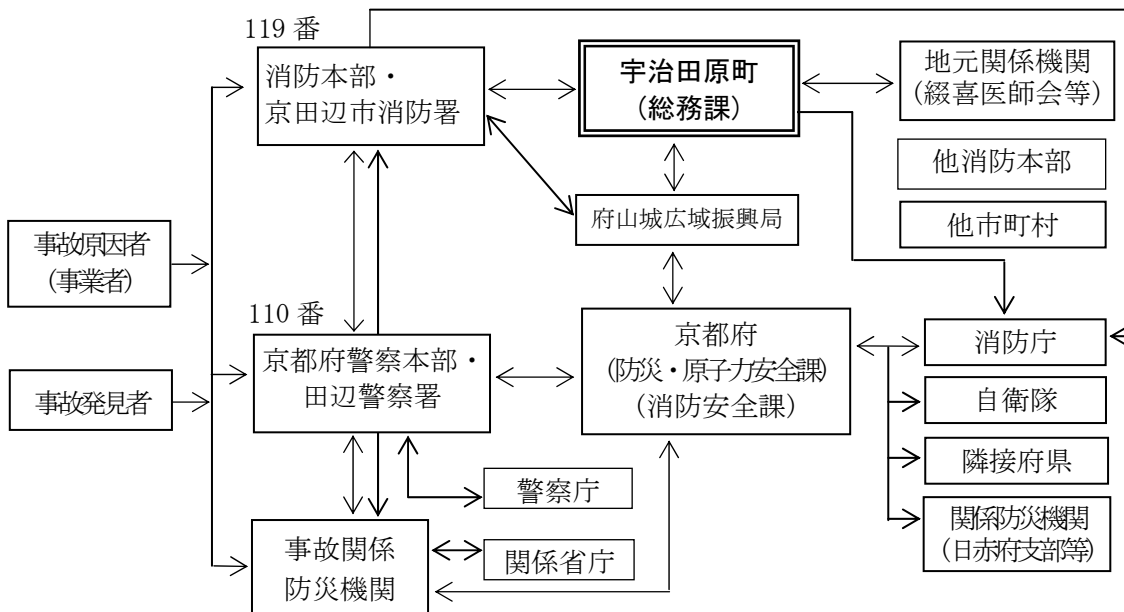 119 番
消防本部・
京田辺市消防署
宇治田原町
(総務課)
地元関係機関
(綴喜医師会等)
他消防本部
他市町村
府山城広域振興局
事故原因者
(事業者)
事故発見者
110 番
京都府警察本部・
田辺警察署
京都府
(防災・原子力安全課)
(消防安全課)
消防庁
自衛隊
隣接府県
関係防災機関
(日赤府支部等)
警察庁
関係省庁
事故関係
防災機関